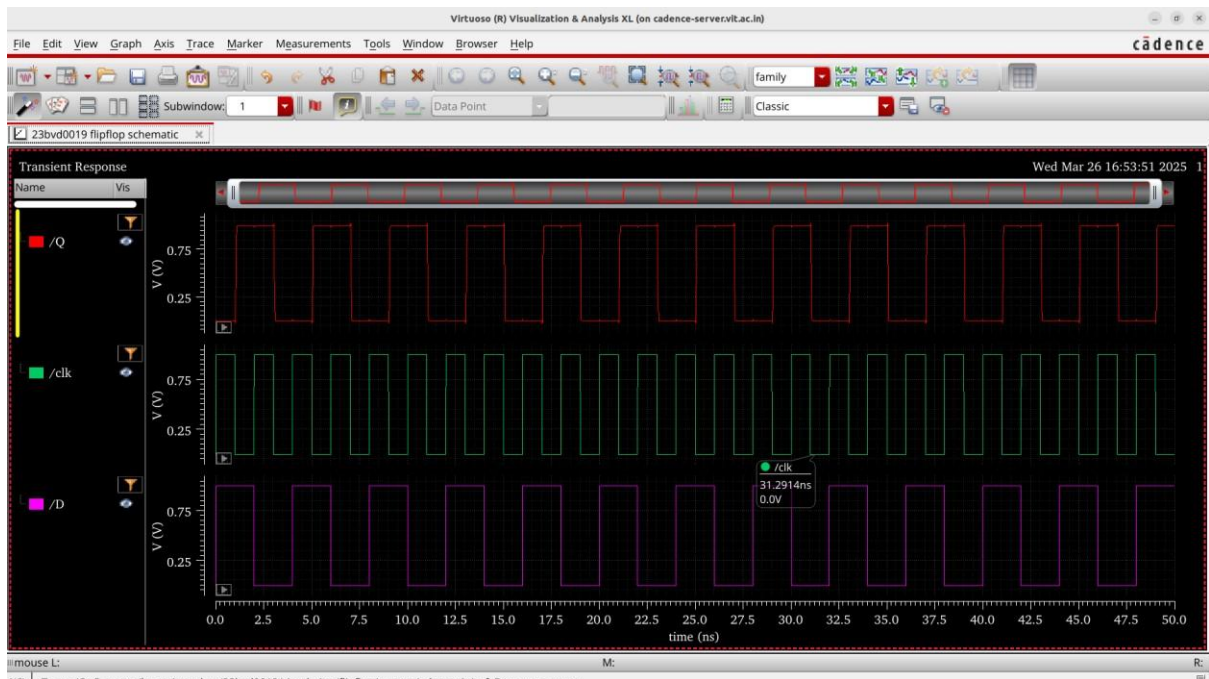 Virtuoso (R) Visualization & Analysis XL (on cadence-server.vit.ac.in)
File Edit View Graph Axis Trace Marker Measurements Tools Window Browser Help
cādence
family
Subwindow: 1
Data Point
Classic
23bvd0019 flipflop schematic
Transient Response
Wed Mar 26 16:53:51 2025 1
Name Vis
/Q
V (V)
0.75
0.25
/clk
V (V)
0.75
0.25
/clk
31.2914ns
0.0V
/D
V (V)
0.75
0.25
0.0 2.5 5.0 7.5 10.0 12.5 15.0 17.5 20.0 22.5 25.0 27.5 30.0 32.5 35.0 37.5 40.0 42.5 45.0 47.5 50.0
time (ns)
mouse L: M: R: